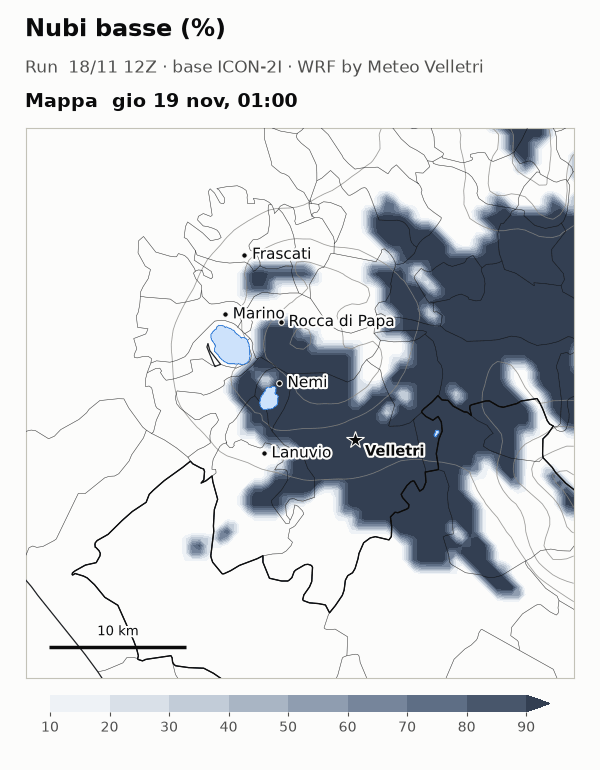 Nubi basse (%)
Run  18/11 12Z · base ICON-2I · WRF by Meteo Velletri
Mappa  gio 19 nov, 01:00
Frascati
Marino
Rocca di Papa
Nemi
Velletri
Lanuvio
10 km
10 20 30 40 50 60 70 80 90